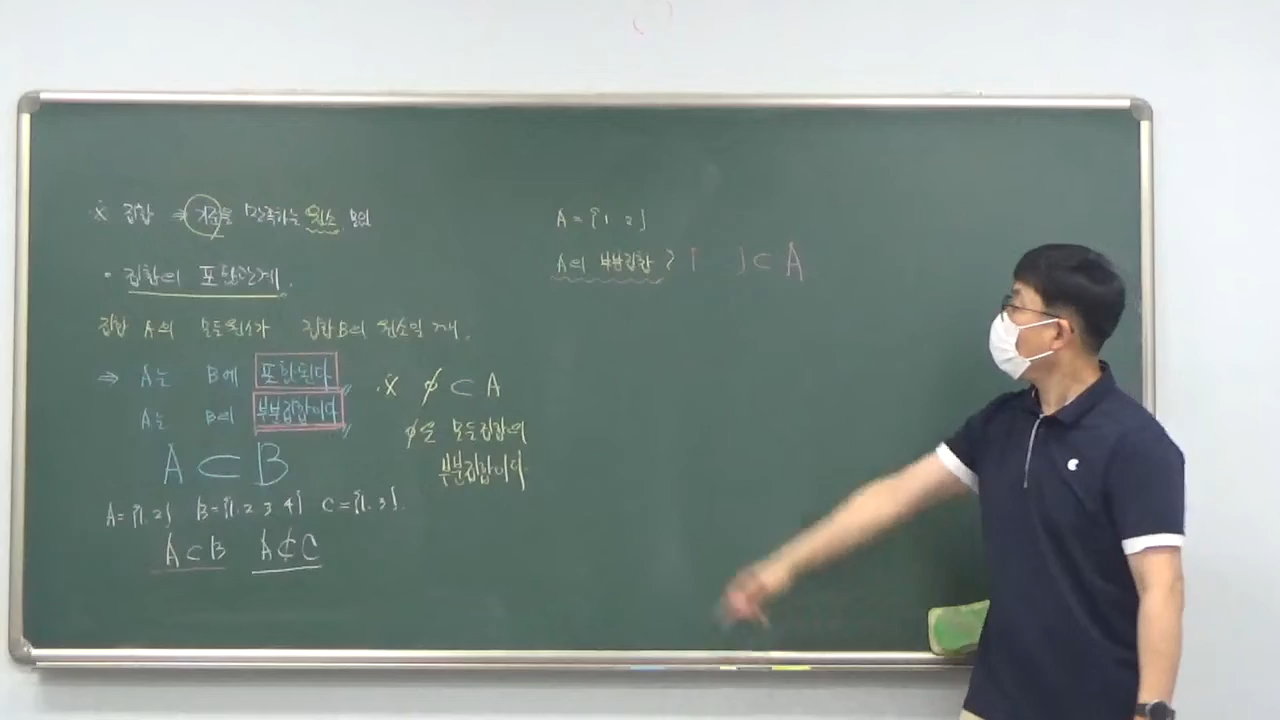 ※ 집합 ⇒ 기준을 만족하는 원소 모임
· 집합의 포함관계.
집합 A의 모든원소가 집합B의 원소일 때,
⇒ A는 B에 포함된다
A는 B의 부분집합이다
A ⊂ B
A={1, 2} B={1, 2 3 4} C={1, 3}.
A ⊂ B A ⊄ C
※ ∅ ⊂ A
∅은 모든집합의
부분집합이다
A = {1 2}
A의 부분집합? { } ⊂ A